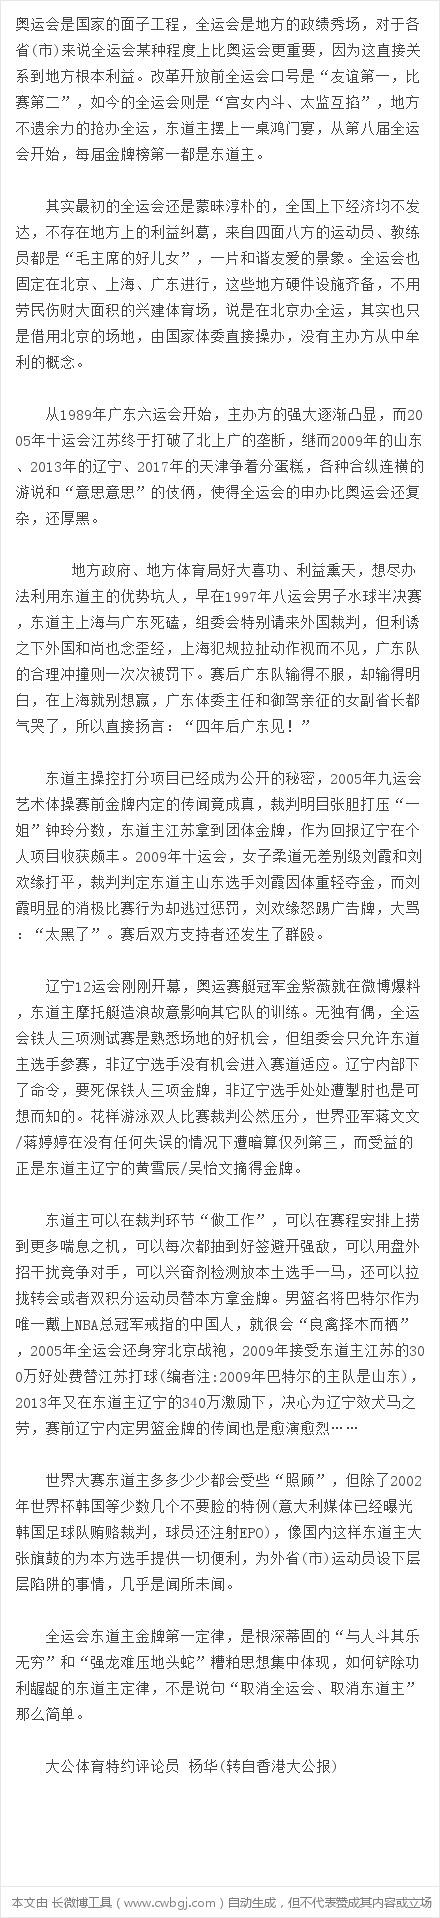 奥运会是国家的面子工程，全运会是地方的政绩秀场，对于各
省(市)来说全运会某种程度上比奥运会更重要，因为这直接关
系到地方根本利益。改革开放前全运会口号是“友谊第一，比
赛第二”，如今的全运会则是“宫女内斗、太监互掐”，地方
不遗余力的抢办全运，东道主摆上一桌鸿门宴，从第八届全运
会开始，每届金牌榜第一都是东道主。
其实最初的全运会还是蒙昧淳朴的，全国上下经济均不发
达，不存在地方上的利益纠葛，来自四面八方的运动员、教练
员都是“毛主席的好儿女”，一片和谐友爱的景象。全运会也
固定在北京、上海、广东进行，这些地方硬件设施齐备，不用
劳民伤财大面积的兴建体育场，说是在北京办全运，其实也只
是借用北京的场地，由国家体委直接操办，没有主办方从中牟
利的概念。
从1989年广东六运会开始，主办方的强大逐渐凸显，而20
05年十运会江苏终于打破了北上广的垄断，继而2009年的山东
、2013年的辽宁、2017年的天津争着分蛋糕，各种合纵连横的
游说和“意思意思”的伎俩，使得全运会的申办比奥运会还复
杂，还厚黑。
地方政府、地方体育局好大喜功、利益熏天，想尽办
法利用东道主的优势坑人，早在1997年八运会男子水球半决赛
，东道主上海与广东死磕，组委会特别请来外国裁判，但利诱
之下外国和尚也念歪经，上海犯规拉扯动作视而不见，广东队
的合理冲撞则一次次被罚下。赛后广东队输得不服，却输得明
白，在上海就别想赢，广东体委主任和御驾亲征的女副省长都
气哭了，所以直接扬言：“四年后广东见！”
东道主操控打分项目已经成为公开的秘密，2005年九运会
艺术体操赛前金牌内定的传闻竟成真，裁判明目张胆打压“一
姐”钟玲分数，东道主江苏拿到团体金牌，作为回报辽宁在个
人项目收获颇丰。2009年十运会，女子柔道无差别级刘霞和刘
欢缘打平，裁判判定东道主山东选手刘霞因体重轻夺金，而刘
霞明显的消极比赛行为却逃过惩罚，刘欢缘怒踢广告牌，大骂
：“太黑了”。赛后双方支持者还发生了群殴。
辽宁12运会刚刚开幕，奥运赛艇冠军金紫薇就在微博爆料
，东道主摩托艇造浪故意影响其它队的训练。无独有偶，全运
会铁人三项测试赛是熟悉场地的好机会，但组委会只允许东道
主选手参赛，非辽宁选手没有机会进入赛道适应。辽宁内部下
了命令，要死保铁人三项金牌，非辽宁选手处处遭掣肘也是可
想而知的。花样游泳双人比赛裁判公然压分，世界亚军蒋文文
/蒋婷婷在没有任何失误的情况下遭暗算仅列第三，而受益的
正是东道主辽宁的黄雪辰/吴怡文摘得金牌。
东道主可以在裁判环节“做工作”，可以在赛程安排上捞
到更多喘息之机，可以每次都抽到好签避开强敌，可以用盘外
招干扰竞争对手，可以兴奋剂检测放本土选手一马，还可以拉
拢转会或者双积分运动员替本方拿金牌。男篮名将巴特尔作为
唯一戴上NBA总冠军戒指的中国人，就很会“良禽择木而栖”
，2005年全运会还身穿北京战袍，2009年接受东道主江苏的30
0万好处费替江苏打球(编者注:2009年巴特尔的主队是山东)，
2013年又在东道主辽宁的340万激励下，决心为辽宁效犬马之
劳，赛前辽宁内定男篮金牌的传闻也是愈演愈烈……
世界大赛东道主多多少少都会受些“照顾”，但除了2002
年世界杯韩国等少数几个不要脸的特例(意大利媒体已经曝光
韩国足球队贿赂裁判，球员还注射EPO)，像国内这样东道主大
张旗鼓的为本方选手提供一切便利，为外省(市)运动员设下层
层陷阱的事情，几乎是闻所未闻。
全运会东道主金牌第一定律，是根深蒂固的“与人斗其乐
无穷”和“强龙难压地头蛇”糟粕思想集中体现，如何铲除功
利龌龊的东道主定律，不是说句“取消全运会、取消东道主”
那么简单。
大公体育特约评论员 杨华(转自香港大公报)
本文由 长微博工具（www.cwbgj.com）自动生成，但不代表赞成其内容或立场